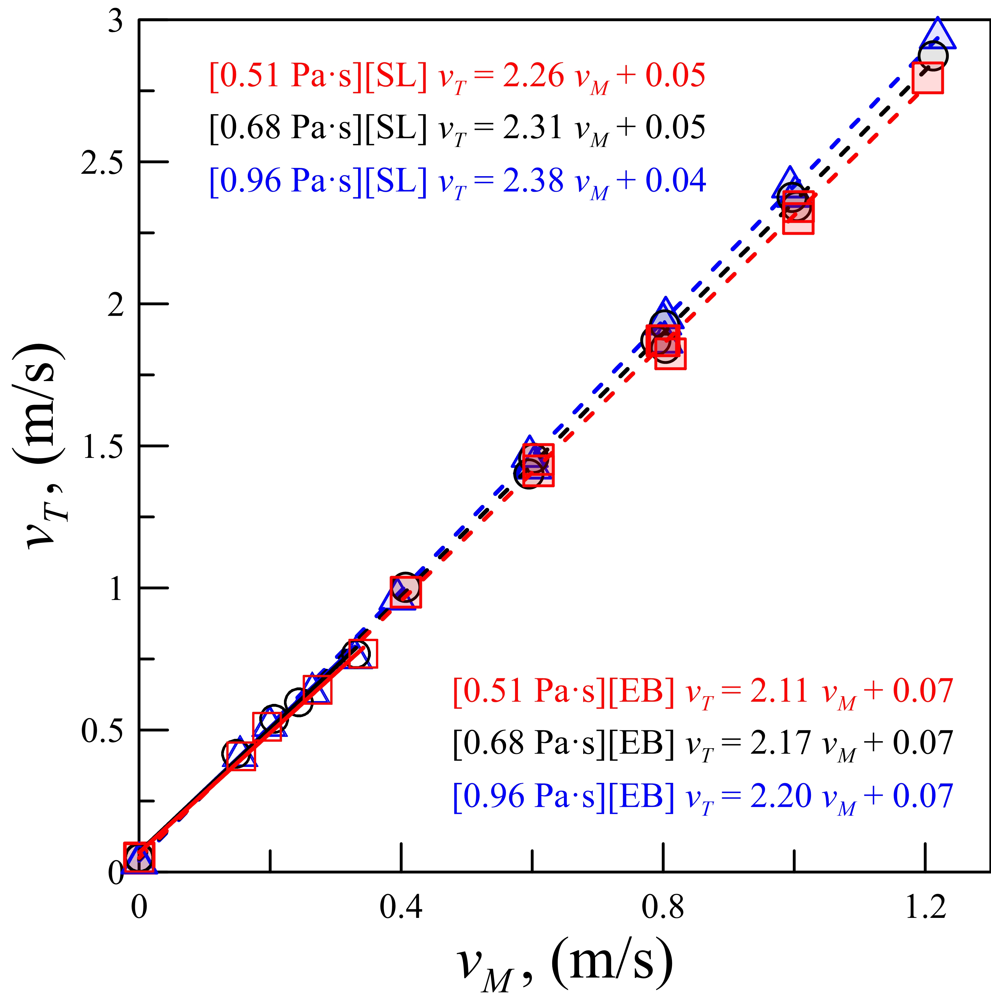 3
[0.51 Pa·s][SL] vT = 2.26 vM + 0.05
[0.68 Pa·s][SL] vT = 2.31 vM + 0.05
2.5
[0.96 Pa·s][SL] vT = 2.38 vM + 0.04
2
1.5
vT, (m/s)
1
[0.51 Pa·s][EB] vT = 2.11 vM + 0.07
0.5
[0.68 Pa·s][EB] vT = 2.17 vM + 0.07
[0.96 Pa·s][EB] vT = 2.20 vM + 0.07
0
0 0.4 0.8 1.2
vM, (m/s)